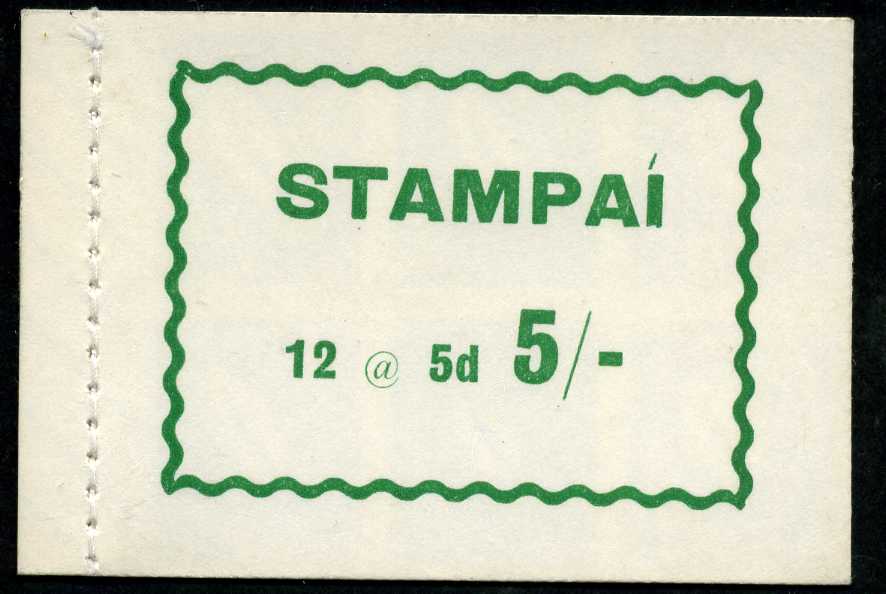 STAMPAÍ
12 @ 5d 5/-